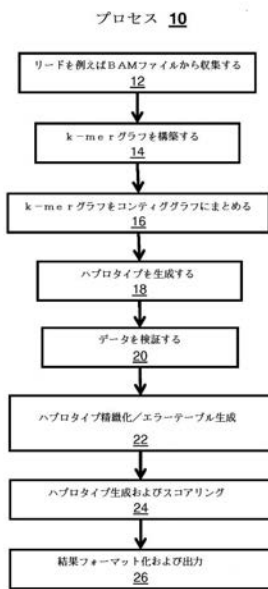 プロセス 10
リードを例えばBAMファイルから収集する
12
k-merグラフを構築する
14
k-merグラフをコンティググラフにまとめる
16
ハプロタイプを生成する
18
データを検証する
20
ハプロタイプ精緻化/エラーテーブル生成
22
ハプロタイプ生成およびスコアリング
24
結果フォーマット化および出力
26